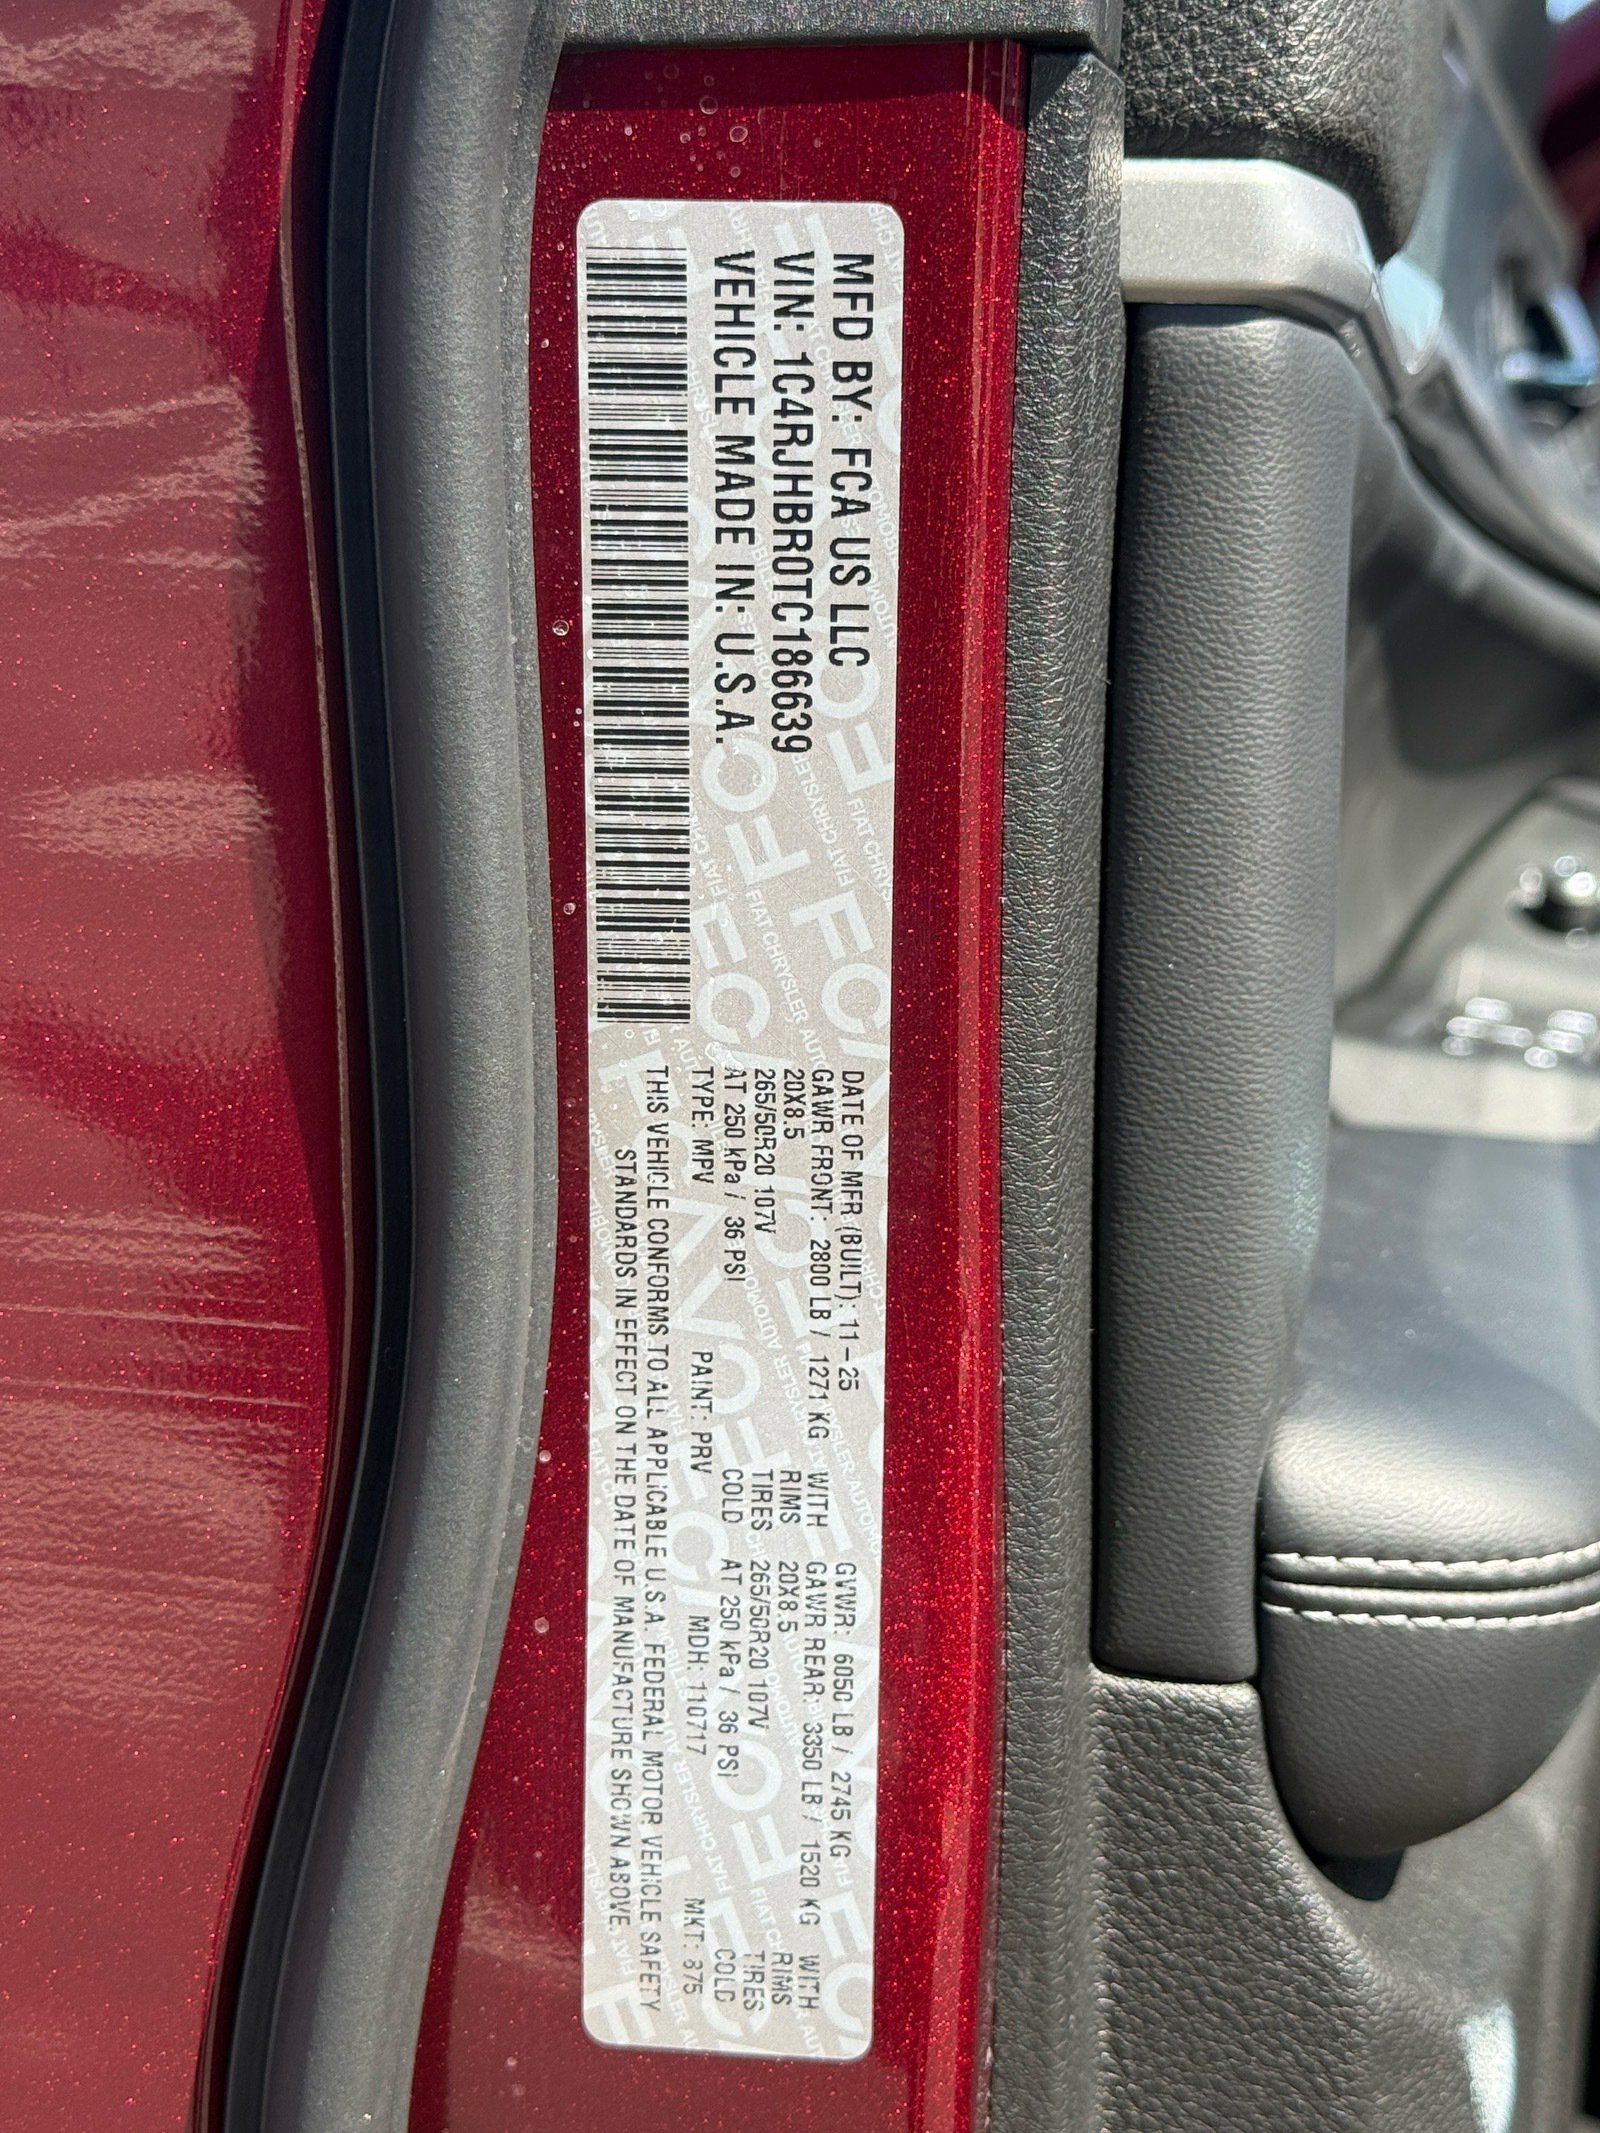 MFD BY: FCA US LLC
VIN: 1C4RJHBR0TC186639
VEHICLE MADE IN: U.S.A.
DATE OF MFR (BUILT): 11-25 GVWR: 6050 LB / 2745 KG
GAWR FRONT: 2800 LB / 1271 KG WITH GAWR REAR: 3350 LB / 1520 KG WITH
20X8.5 RIMS 20X8.5 RIMS
265/50R20 107V TIRES 265/50R20 107V TIRES
AT 250 kPa / 36 PSI COLD AT 250 kPa / 36 PSI COLD
TYPE: MPV PAINT: PRV MDH: 110717 MKT: 875
THIS VEHICLE CONFORMS TO ALL APPLICABLE U.S.A. FEDERAL MOTOR VEHICLE SAFETY
STANDARDS IN EFFECT ON THE DATE OF MANUFACTURE SHOWN ABOVE.